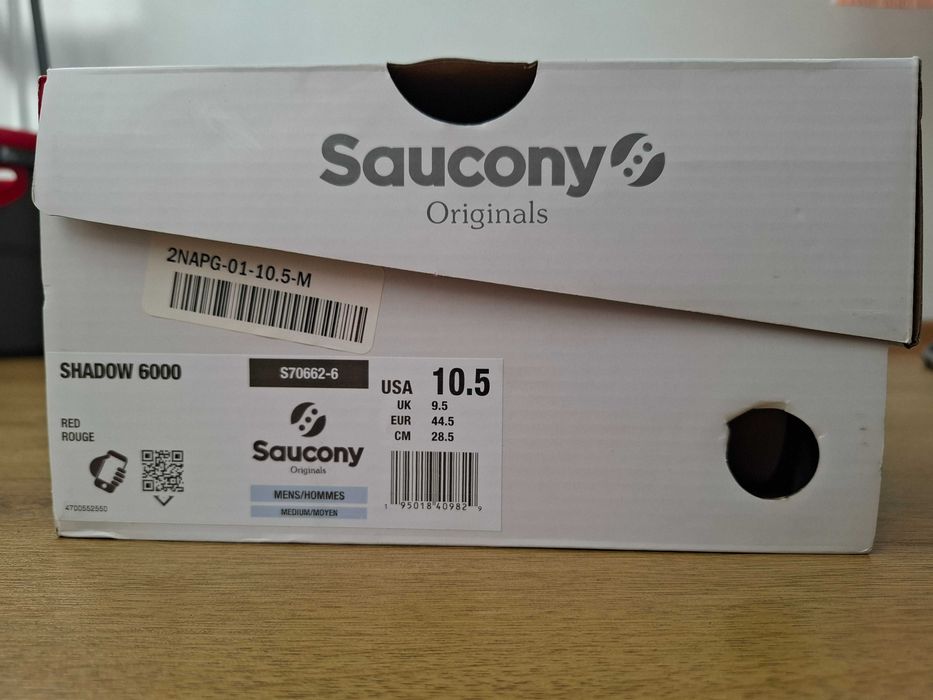 Saucony
Originals
2NAPG-01-10.5-M
SHADOW 6000
S70662-6
USA 10.5
UK 9.5
EUR 44.5
CM 28.5
RED
ROUGE
Saucony
Originals
MENS/HOMMES
MEDIUM/MOYEN
4700552550
1 95018 40982 9